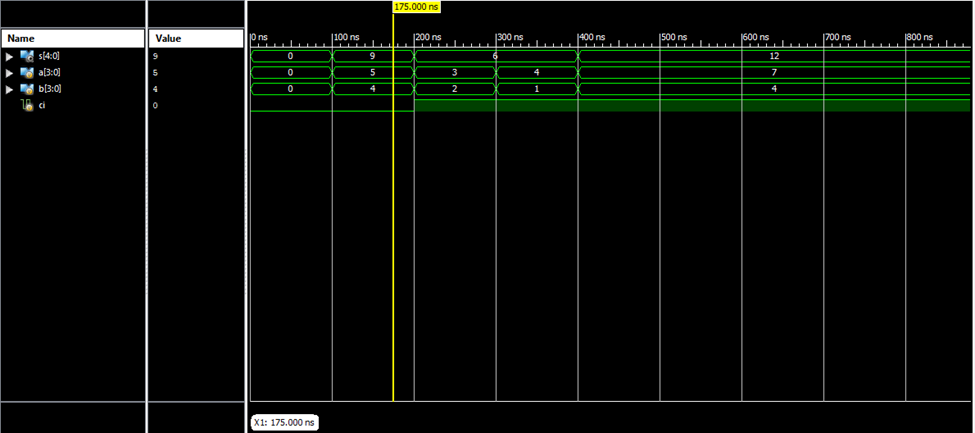 175.000 ns
Name Value 0 ns 100 ns 200 ns 300 ns 400 ns 500 ns 600 ns 700 ns 800 ns
s[4:0] 9 0 9 6 12
a[3:0] 5 0 5 3 4 7
b[3:0] 4 0 4 2 1 4
ci 0
X1: 175.000 ns